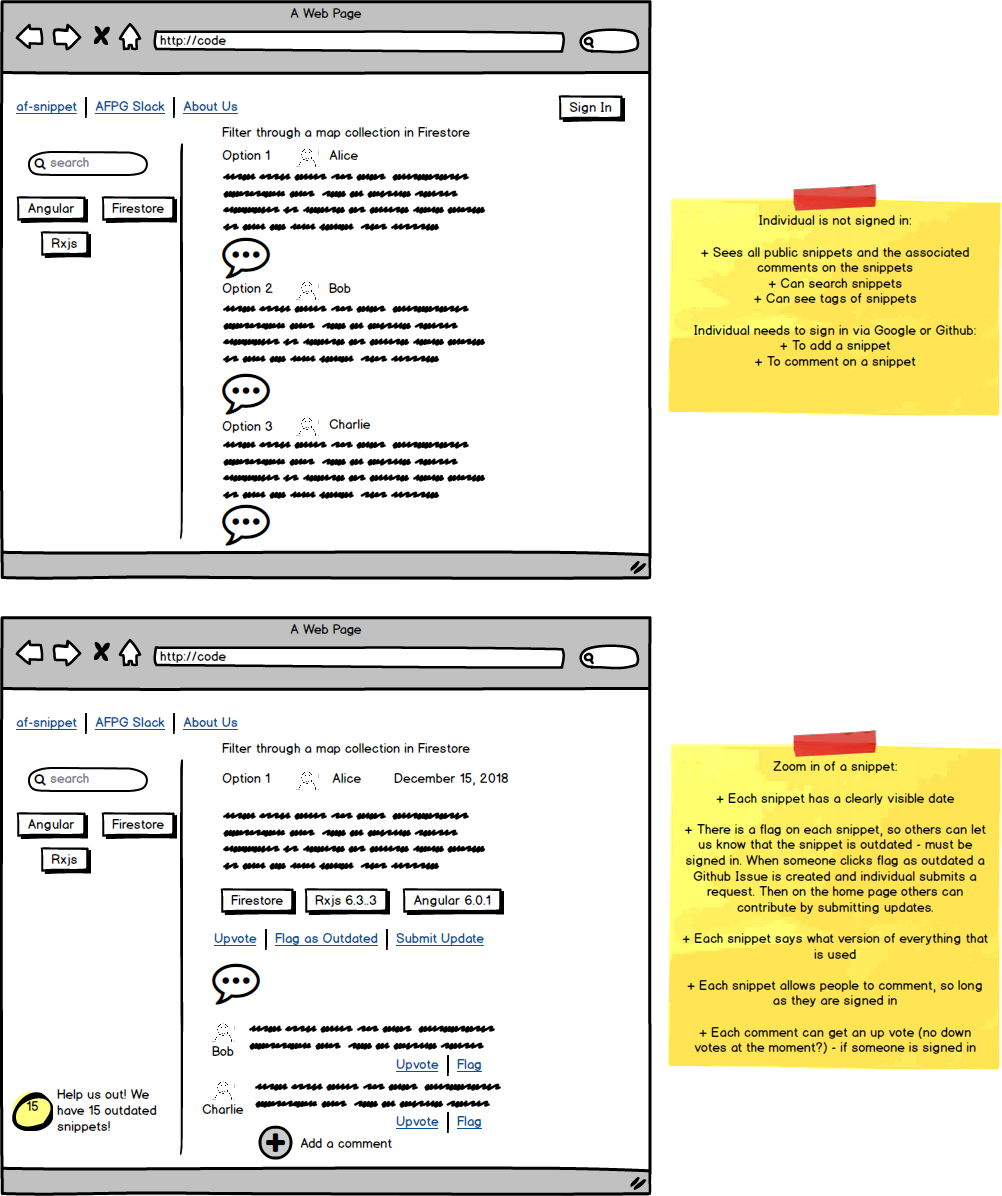 A Web Page
http://code
af-snippet AFPG Slack About Us
Sign In
search
Angular Firestore
Rxjs
Filter through a map collection in Firestore
Option 1 Alice
Option 2 Bob
Option 3 Charlie
Individual is not signed in:
+ Sees all public snippets and the associated
comments on the snippets
+ Can search snippets
+ Can see tags of snippets
Individual needs to sign in via Google or Github:
+ To add a snippet
+ To comment on a snippet
A Web Page
http://code
af-snippet AFPG Slack About Us
search
Angular Firestore
Rxjs
15
Help us out! We
have 15 outdated
snippets!
Filter through a map collection in Firestore
Option 1 Alice December 15, 2018
Firestore Rxjs 6.3..3 Angular 6.0.1
Upvote Flag as Outdated Submit Update
Bob
Upvote Flag
Charlie
Upvote Flag
Add a comment
Zoom in of a snippet:
+ Each snippet has a clearly visible date
+ There is a flag on each snippet, so others can let
us know that the snippet is outdated - must be
signed in. When someone clicks flag as outdated a
Github Issue is created and individual submits a
request. Then on the home page others can
contribute by submitting updates.
+ Each snippet says what version of everything that
is used
+ Each snippet allows people to comment, so long
as they are signed in
+ Each comment can get an up vote (no down
votes at the moment?) - if someone is signed in